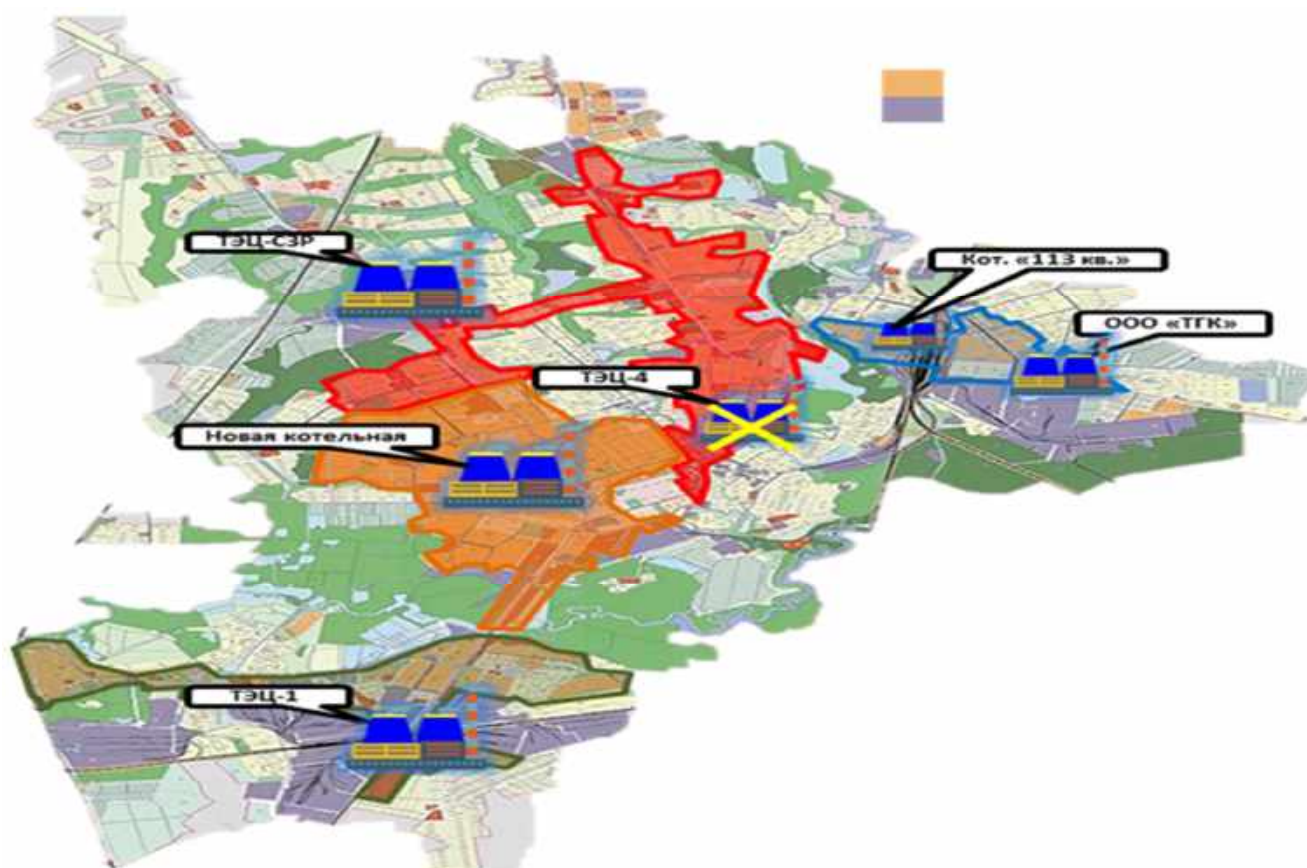 ТЭЦ-СЗР
Кот. «113 кв.»
ООО «ТГК»
ТЭЦ-4
Новая котельная
ТЭЦ-1